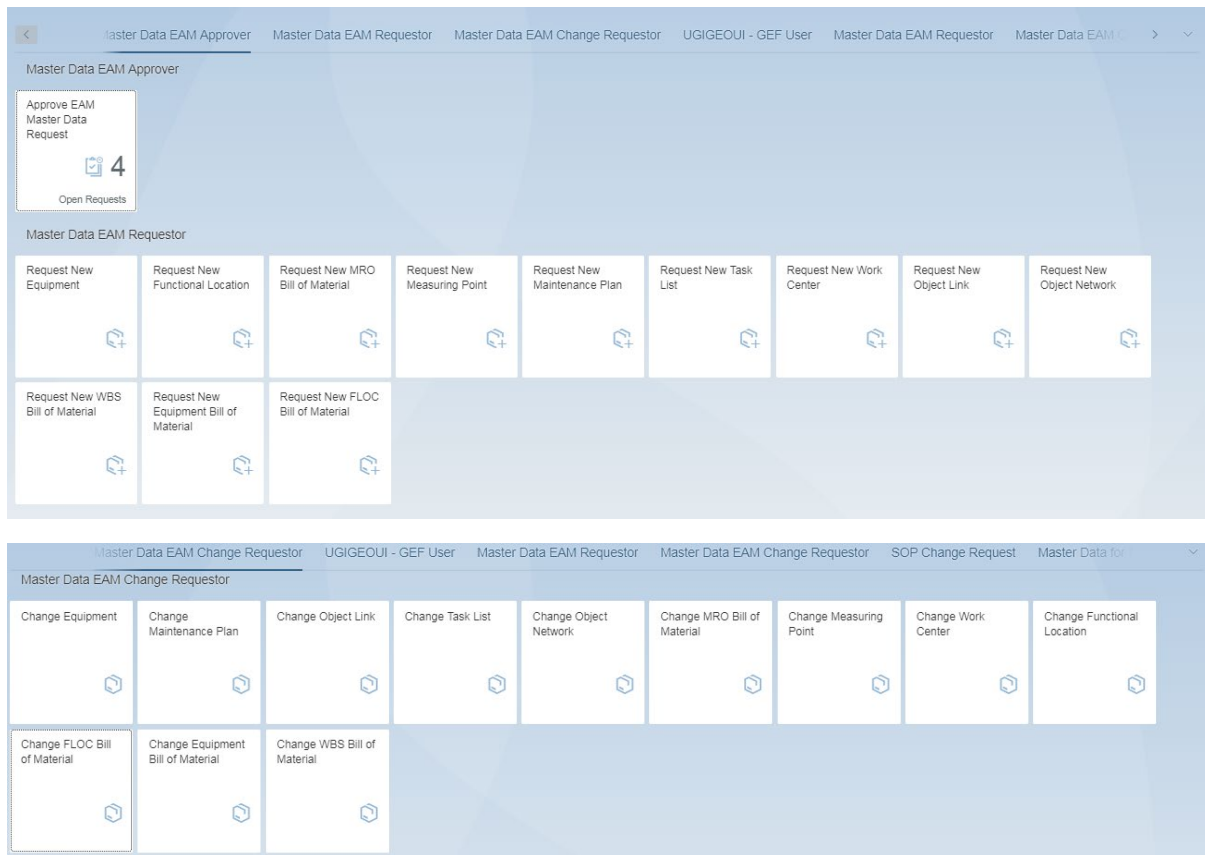 Master Data EAM Approver Master Data EAM Requestor Master Data EAM Change Requestor UGIGEOUI - GEF User Master Data EAM Requestor Master Data EAM
Master Data EAM Approver
Approve EAM
Master Data
Request
4
Open Requests
Master Data EAM Requestor
Request New
Equipment
Request New
Functional Location
Request New MRO
Bill of Material
Request New
Measuring Point
Request New
Maintenance Plan
Request New Task
List
Request New Work
Center
Request New
Object Link
Request New
Object Network
Request New WBS
Bill of Material
Request New
Equipment Bill of
Material
Request New FLOC
Bill of Material
Master Data EAM Change Requestor UGIGEOUI - GEF User Master Data EAM Requestor Master Data EAM Change Requestor SOP Change Request Master Data for
Master Data EAM Change Requestor
Change Equipment
Change
Maintenance Plan
Change Object Link
Change Task List
Change Object
Network
Change MRO Bill of
Material
Change Measuring
Point
Change Work
Center
Change Functional
Location
Change FLOC Bill
of Material
Change Equipment
Bill of Material
Change WBS Bill of
Material